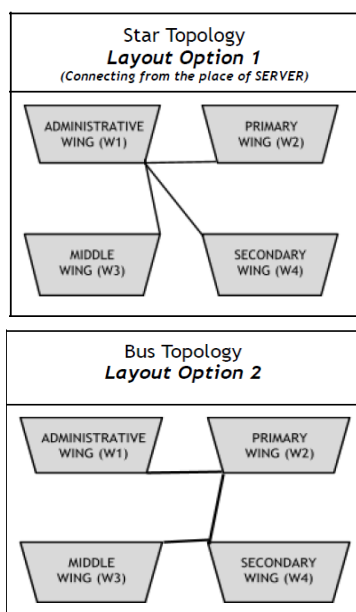 Star Topology
Layout Option 1
(Connecting from the place of SERVER)
ADMINISTRATIVE
WING (W1)
PRIMARY
WING (W2)
MIDDLE
WING (W3)
SECONDARY
WING (W4)
Bus Topology
Layout Option 2
ADMINISTRATIVE
WING (W1)
PRIMARY
WING (W2)
MIDDLE
WING (W3)
SECONDARY
WING (W4)